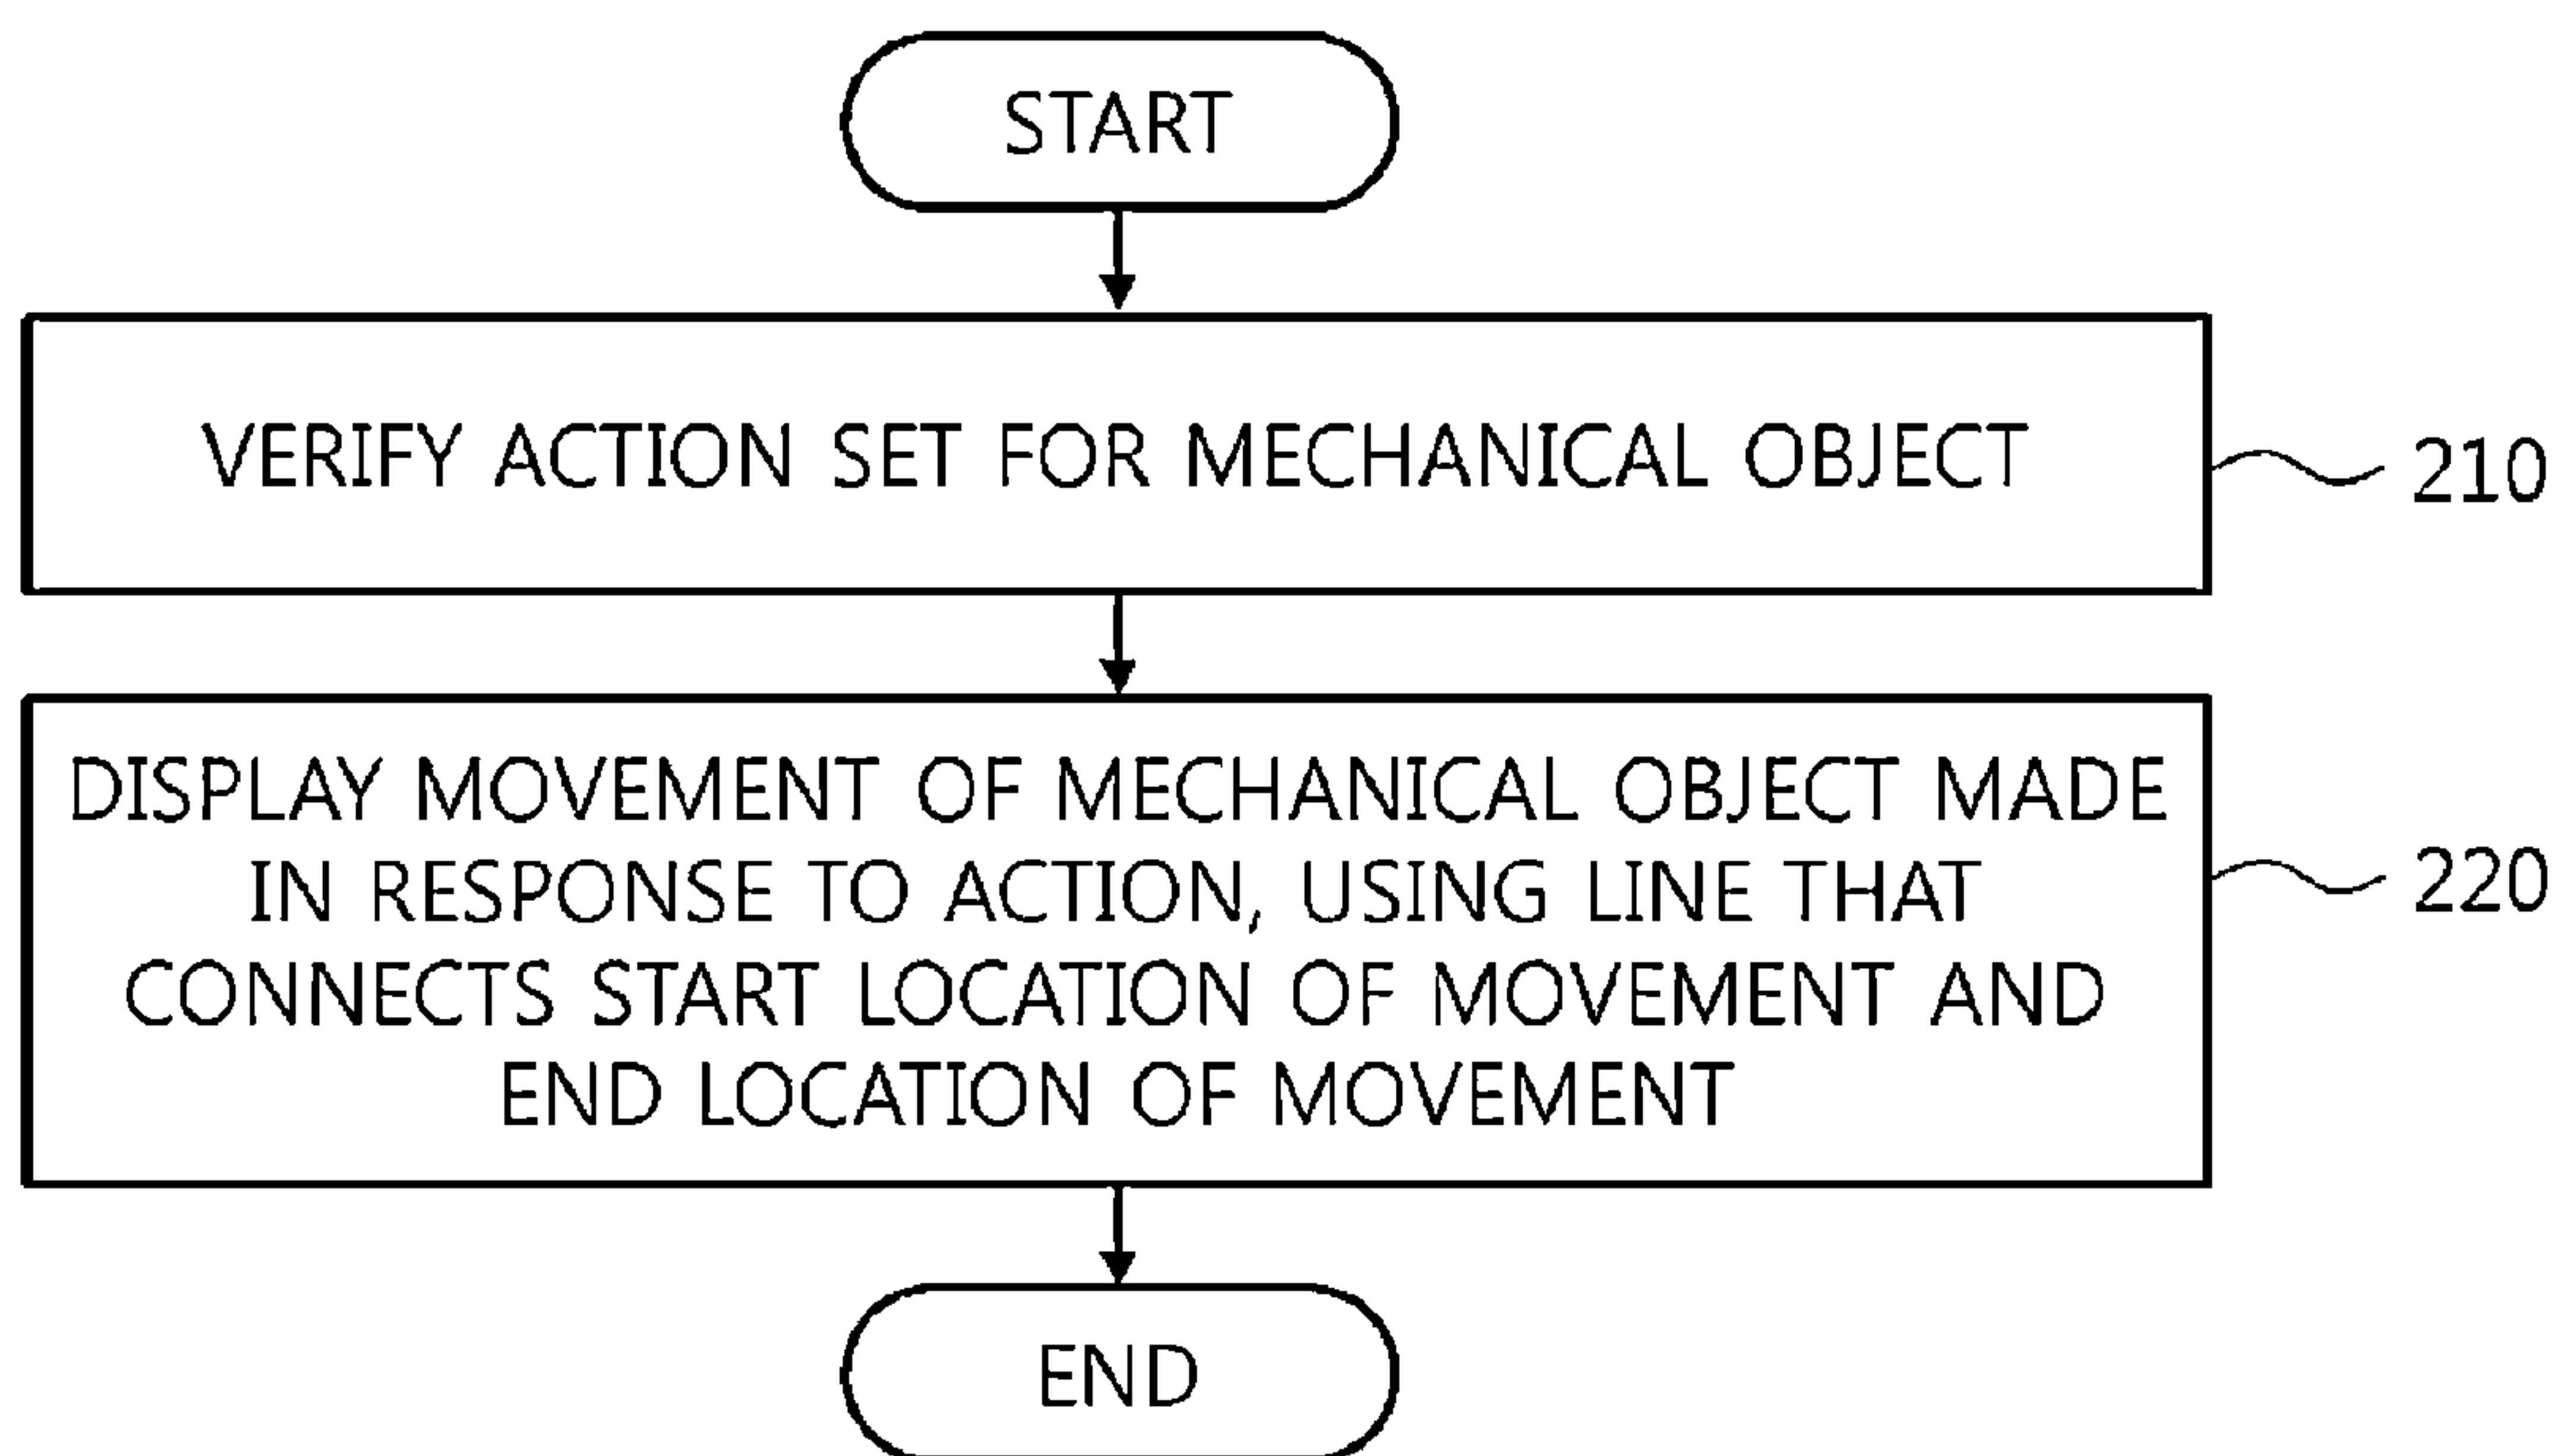 START
VERIFY ACTION SET FOR MECHANICAL OBJECT
210
DISPLAY MOVEMENT OF MECHANICAL OBJECT MADE
IN RESPONSE TO ACTION, USING LINE THAT
CONNECTS START LOCATION OF MOVEMENT AND
END LOCATION OF MOVEMENT
220
END